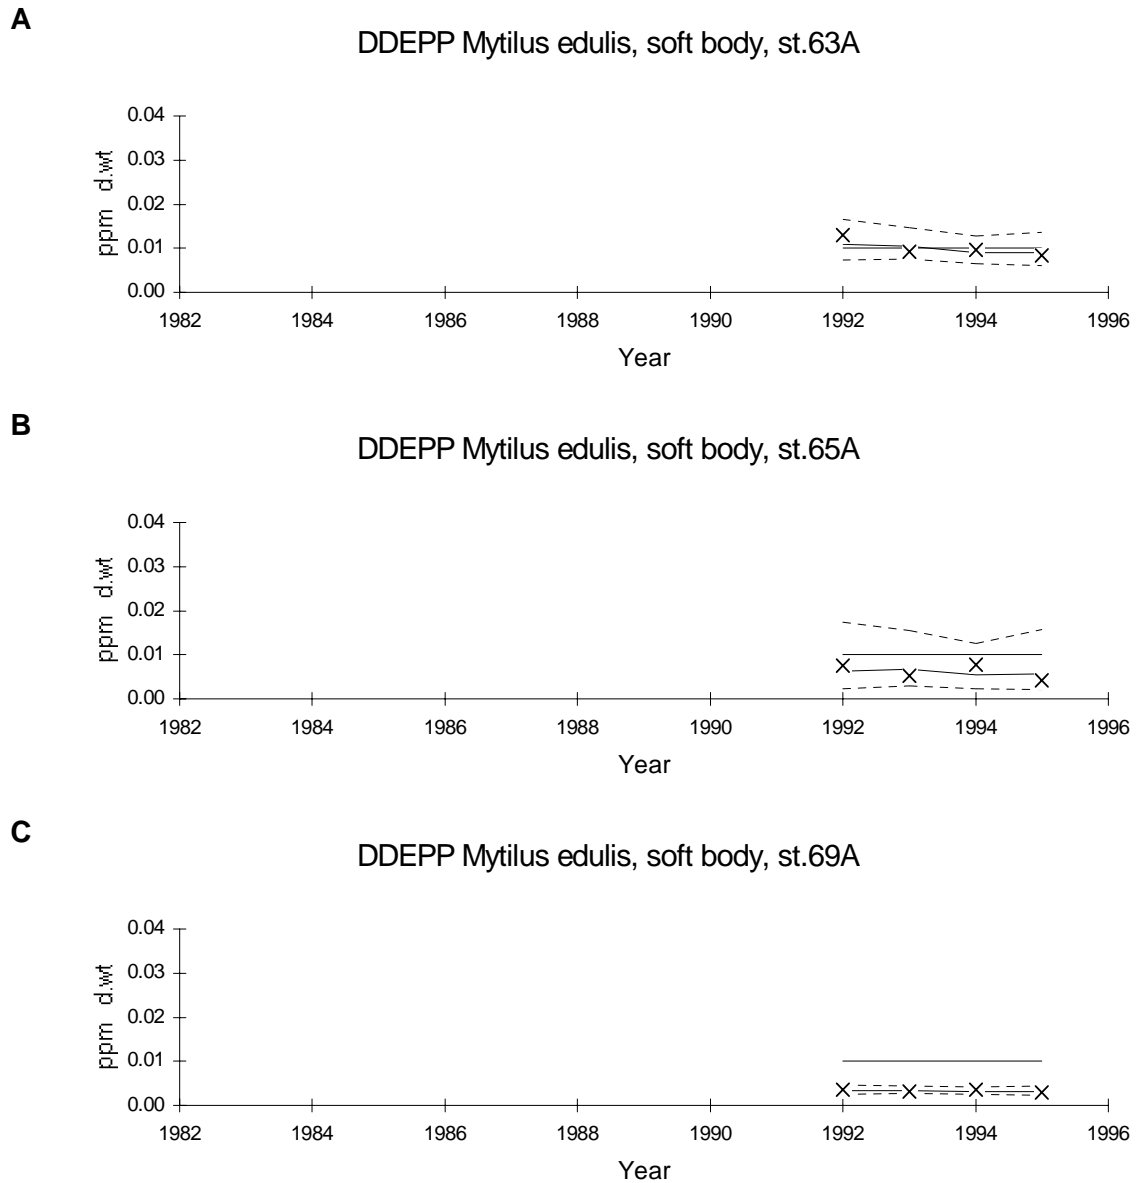 A
DDEPP Mytilus edulis, soft body, st.63A
ppm d.wt
0.04
0.03
0.02
0.01
0.00
1982 1984 1986 1988 1990 1992 1994 1996
Year
B
DDEPP Mytilus edulis, soft body, st.65A
ppm d.wt
0.04
0.03
0.02
0.01
0.00
1982 1984 1986 1988 1990 1992 1994 1996
Year
C
DDEPP Mytilus edulis, soft body, st.69A
ppm d.wt
0.04
0.03
0.02
0.01
0.00
1982 1984 1986 1988 1990 1992 1994 1996
Year